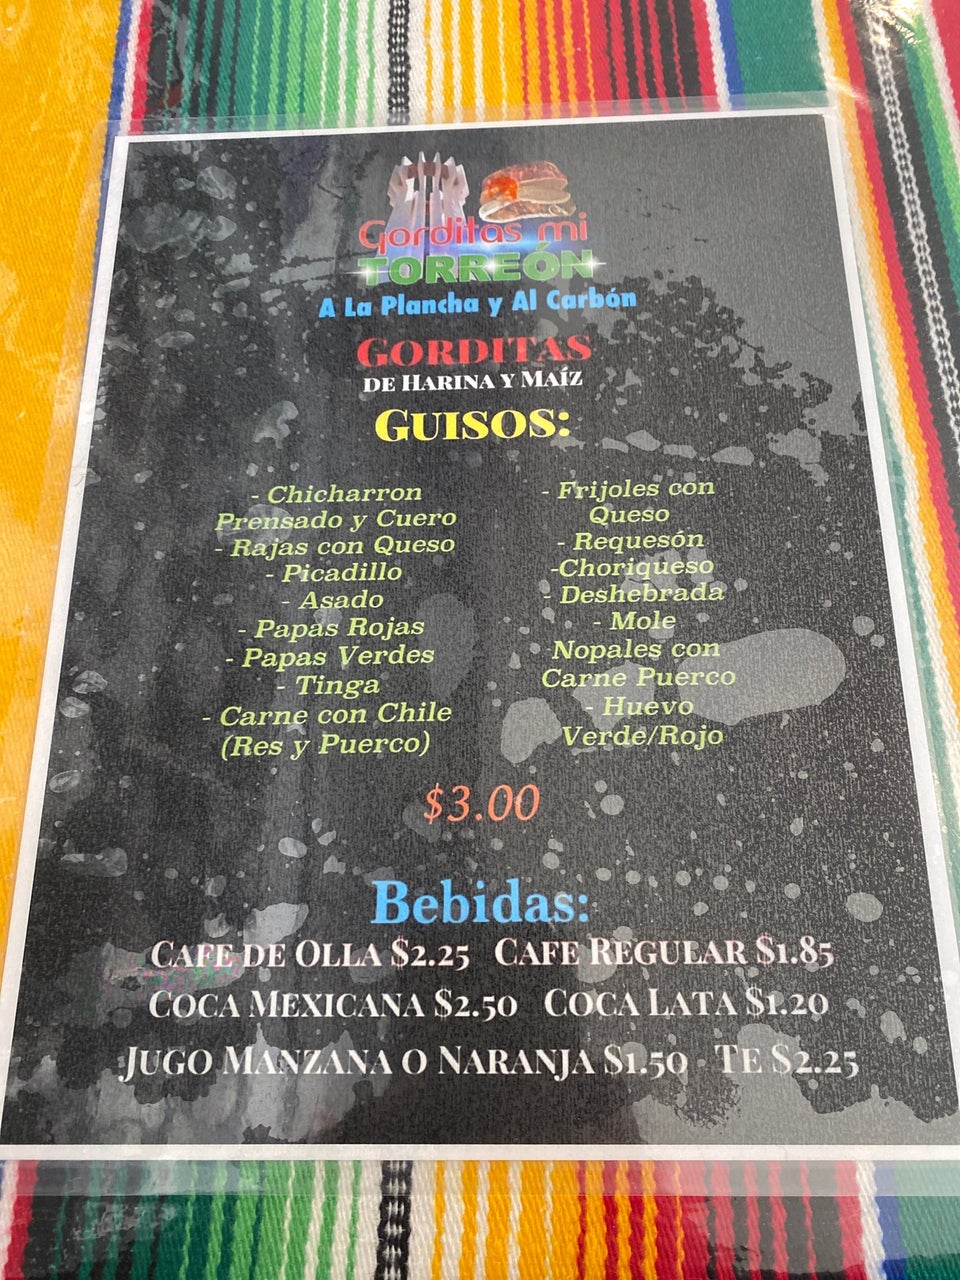 Gorditas mi
TORREÓN
A La Plancha y Al Carbón
GORDITAS
DE HARINA Y MAÍZ
GUISOS:
- Chicharron
Prensado y Cuero
- Rajas con Queso
- Picadillo
- Asado
- Papas Rojas
- Papas Verdes
- Tinga
- Carne con Chile
(Res y Puerco)
- Frijoles con
Queso
- Requesón
-Choriqueso
- Deshebrada
- Mole
Nopales con
Carne Puerco
- Huevo
Verde/Rojo
$3.00
Bebidas:
CAFE DE OLLA $2.25 CAFE REGULAR $1.85
COCA MEXICANA $2.50 COCA LATA $1.20
JUGO MANZANA O NARANJA $1.50 TE $2.25